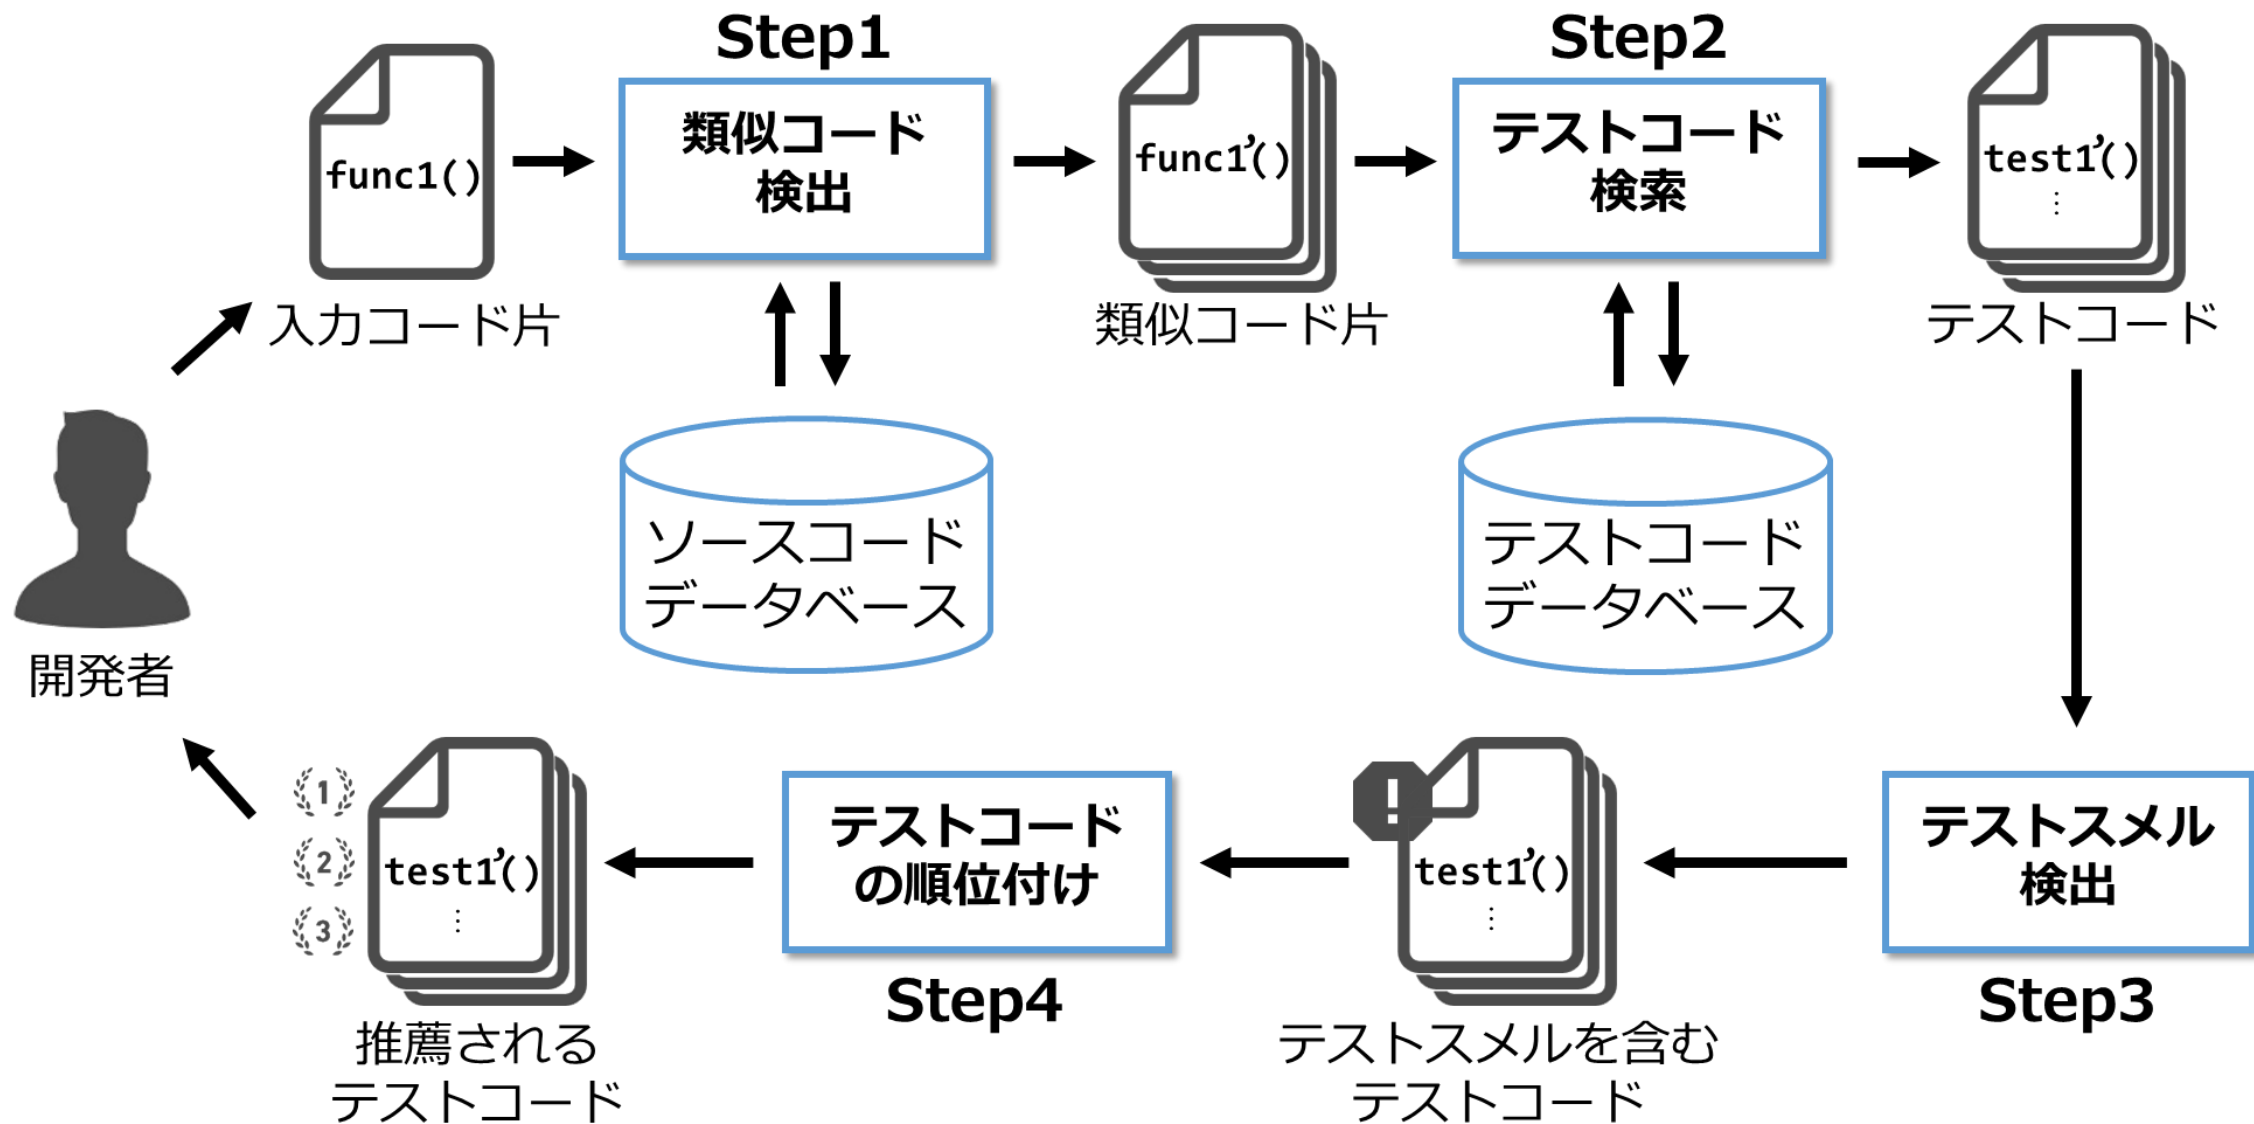 Step1
Step2
func1()
類似コード
検出
func1’()
テストコード
検索
test1’()
⋮
入力コード片
類似コード片
テストコード
ソースコード
データベース
テストコード
データベース
開発者
1
2
3
test1’()
⋮
テストコード
の順位付け
!
test1’()
⋮
テストスメル
検出
Step4
Step3
推薦される
テストコード
テストスメルを含む
テストコード